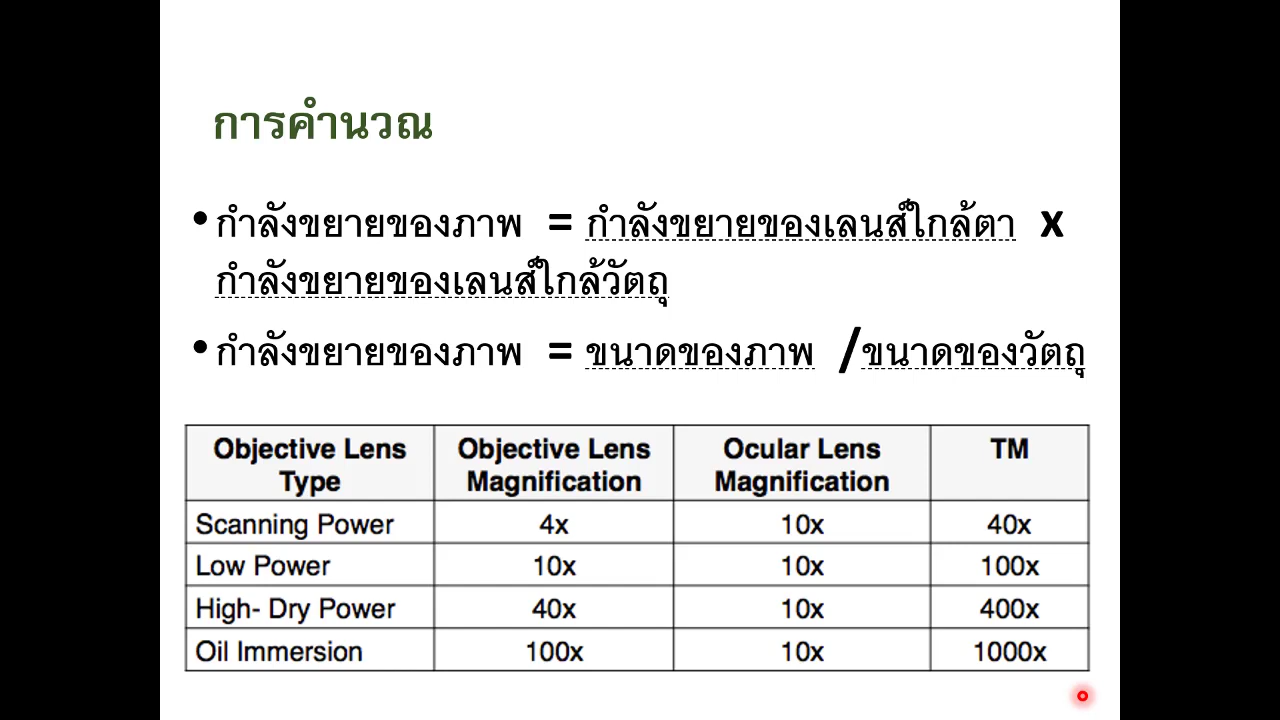 การคำนวณ
•กำลังขยายของภาพ = กำลังขยายของเลนส์ใกล้ตา x
กำลังขยายของเลนส์ใกล้วัตถุ
•กำลังขยายของภาพ = ขนาดของภาพ /ขนาดของวัตถุ
Objective Lens Type Objective Lens Magnification Ocular Lens Magnification TM
Scanning Power 4x 10x 40x
Low Power 10x 10x 100x
High- Dry Power 40x 10x 400x
Oil Immersion 100x 10x 1000x